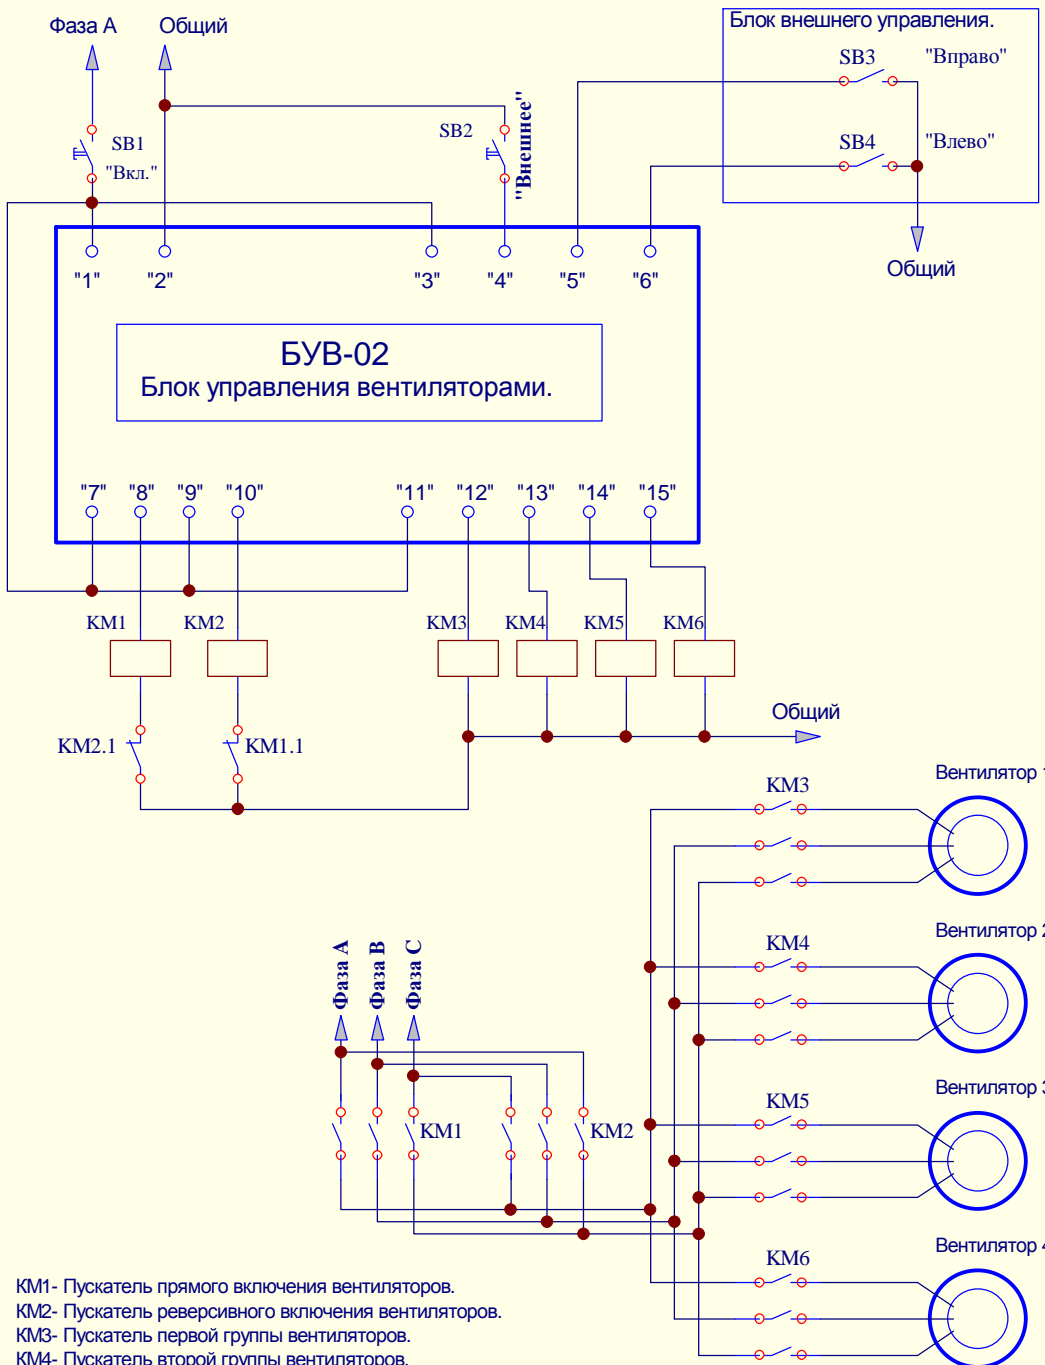 Фаза А
Общий
Блок внешнего управления.
SB3
"Вправо"
SB1
"Вкл."
SB2
"Внешнее"
SB4
"Влево"
Общий
"1"
"2"
"3"
"4"
"5"
"6"
БУВ-02
Блок управления вентиляторами.
"7"
"8"
"9"
"10"
"11"
"12"
"13"
"14"
"15"
КМ1
КМ2
КМ3
КМ4
КМ5
КМ6
КМ2.1
КМ1.1
Общий
Вентилятор 1
КМ3
Вентилятор 2
КМ4
Фаза А
Фаза В
Фаза С
Вентилятор 3
КМ5
КМ1
КМ2
Вентилятор 4
КМ6
КМ1- Пускатель прямого включения вентиляторов.
КМ2- Пускатель реверсивного включения вентиляторов.
КМ3- Пускатель первой группы вентиляторов.
КМ4- Пускатель второй группы вентиляторов.